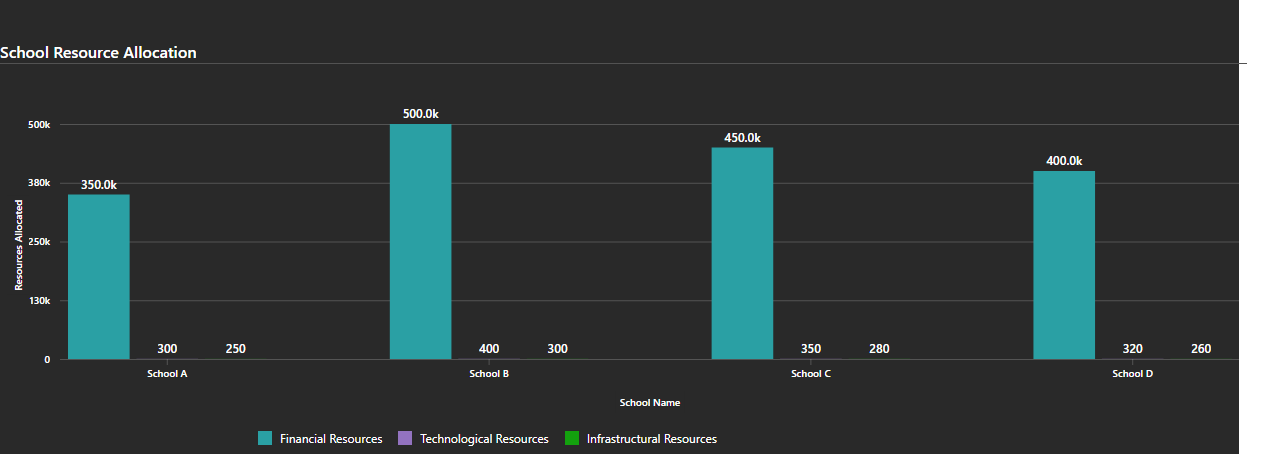 School Resource Allocation
500.0k
450.0k
400.0k
350.0k
500k
380k
250k
130k
0
Resources Allocated
300
250
400
300
350
280
320
260
School A
School B
School C
School D
School Name
Financial Resources
Technological Resources
Infrastructural Resources